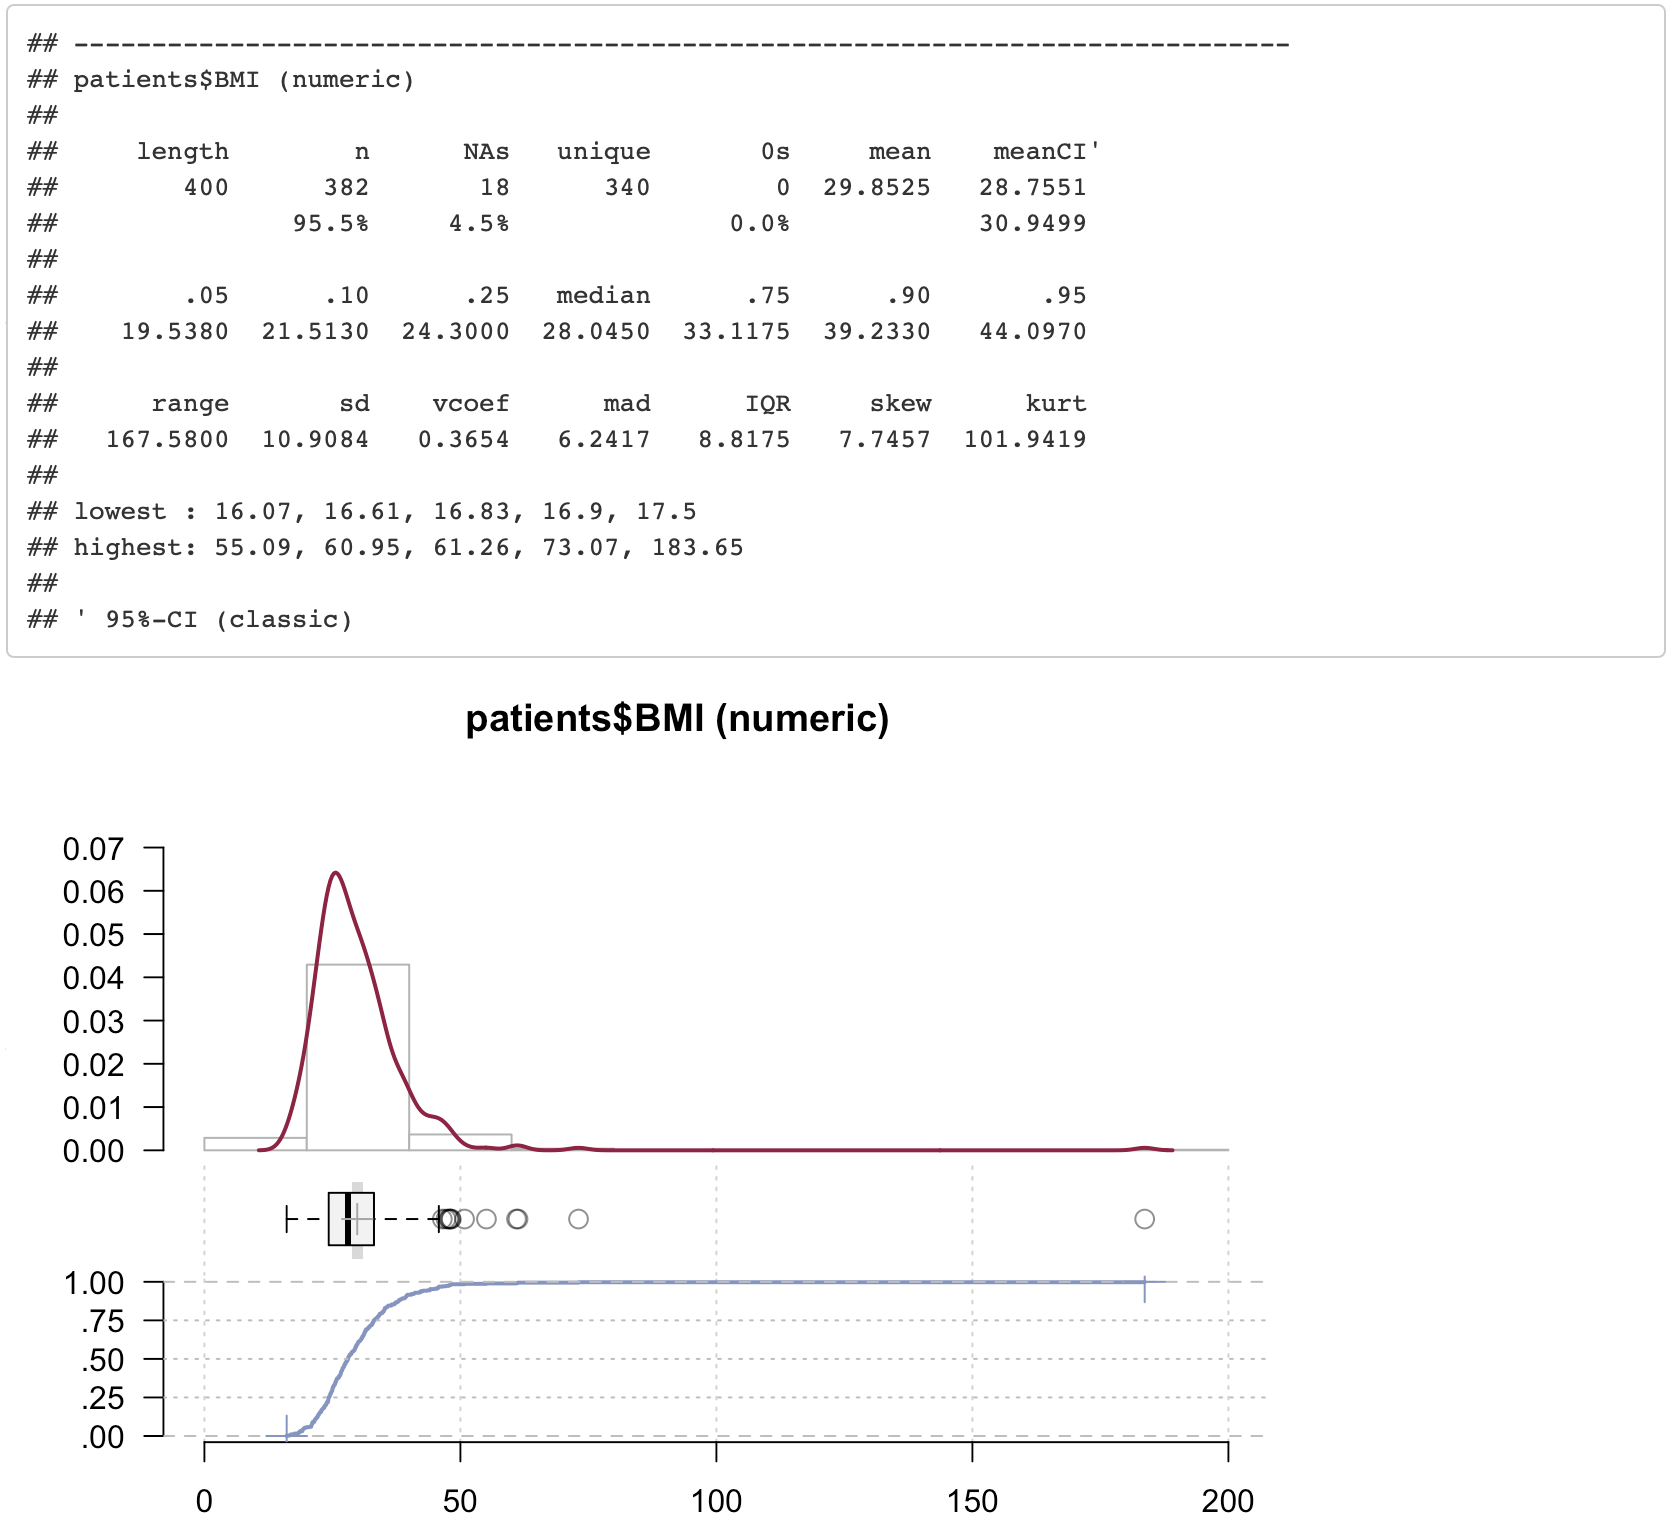 ## ------------------------------------------------------------------------------
## patients$BMI (numeric)
##
##     length        n      NAs   unique       0s     mean    meanCI'
##        400      382       18      340        0  29.8525   28.7551
##               95.5%     4.5%              0.0%            30.9499
##
##        .05      .10      .25   median      .75      .90       .95
##    19.5380  21.5130  24.3000  28.0450  33.1175  39.2330   44.0970
##
##      range       sd    vcoef      mad      IQR     skew      kurt
##   167.5800  10.9084   0.3654   6.2417   8.8175   7.7457  101.9419
##
## lowest : 16.07, 16.61, 16.83, 16.9, 17.5
## highest: 55.09, 60.95, 61.26, 73.07, 183.65
##
## ' 95%-CI (classic)
patients$BMI (numeric)
0.07
0.06
0.05
0.04
0.03
0.02
0.01
0.00
1.00
.75
.50
.25
.00
0 50 100 150 200